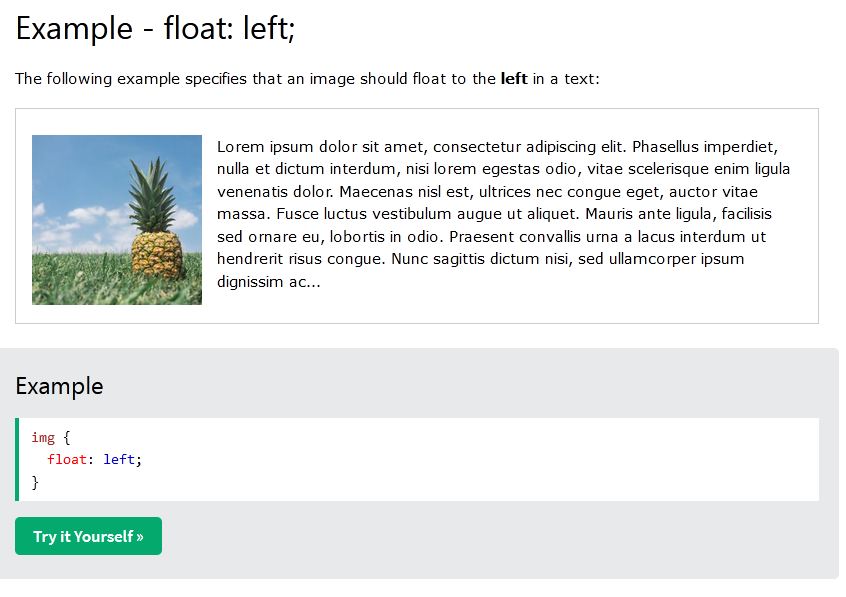 Example - float: left;
The following example specifies that an image should float to the left in a text:
Lorem ipsum dolor sit amet, consectetur adipiscing elit. Phasellus imperdiet,
nulla et dictum interdum, nisi lorem egestas odio, vitae scelerisque enim ligula
venenatis dolor. Maecenas nisl est, ultrices nec congue eget, auctor vitae
massa. Fusce luctus vestibulum augue ut aliquet. Mauris ante ligula, facilisis
sed ornare eu, lobortis in odio. Praesent convallis urna a lacus interdum ut
hendrerit risus congue. Nunc sagittis dictum nisi, sed ullamcorper ipsum
dignissim ac...
Example
img {
  float: left;
}
Try it Yourself »